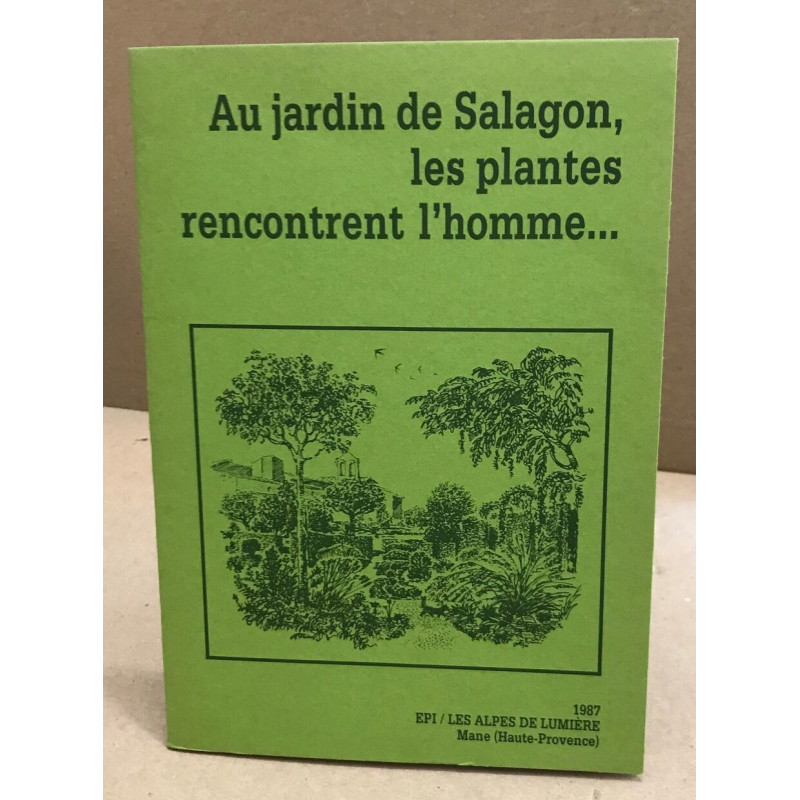 Au jardin de Salagon,
les plantes
rencontrent l'homme...
1987
EPI / LES ALPES DE LUMIÈRE
Mane (Haute-Provence)